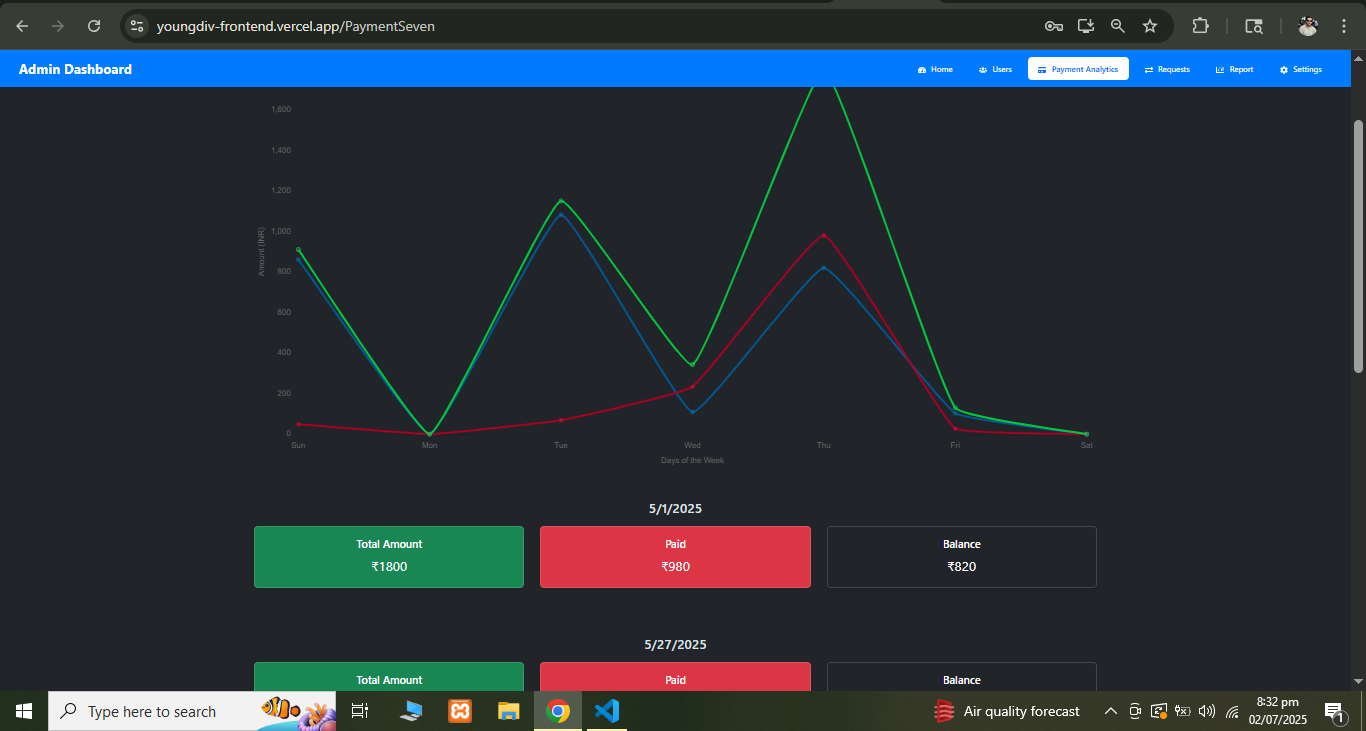 youngdiv-frontend.vercel.app/PaymentSeven
Admin Dashboard
Home
Users
Payment Analytics
Requests
Report
Settings
1,600
1,400
1,200
1,000
800
600
400
200
0
Amount (INR)
Sun Mon Tue Wed Thu Fri Sat
Days of the Week
5/1/2025
Total Amount
₹1800
Paid
₹980
Balance
₹820
5/27/2025
Total Amount
Paid
Balance
Type here to search
Air quality forecast
8:32 pm
02/07/2025
1